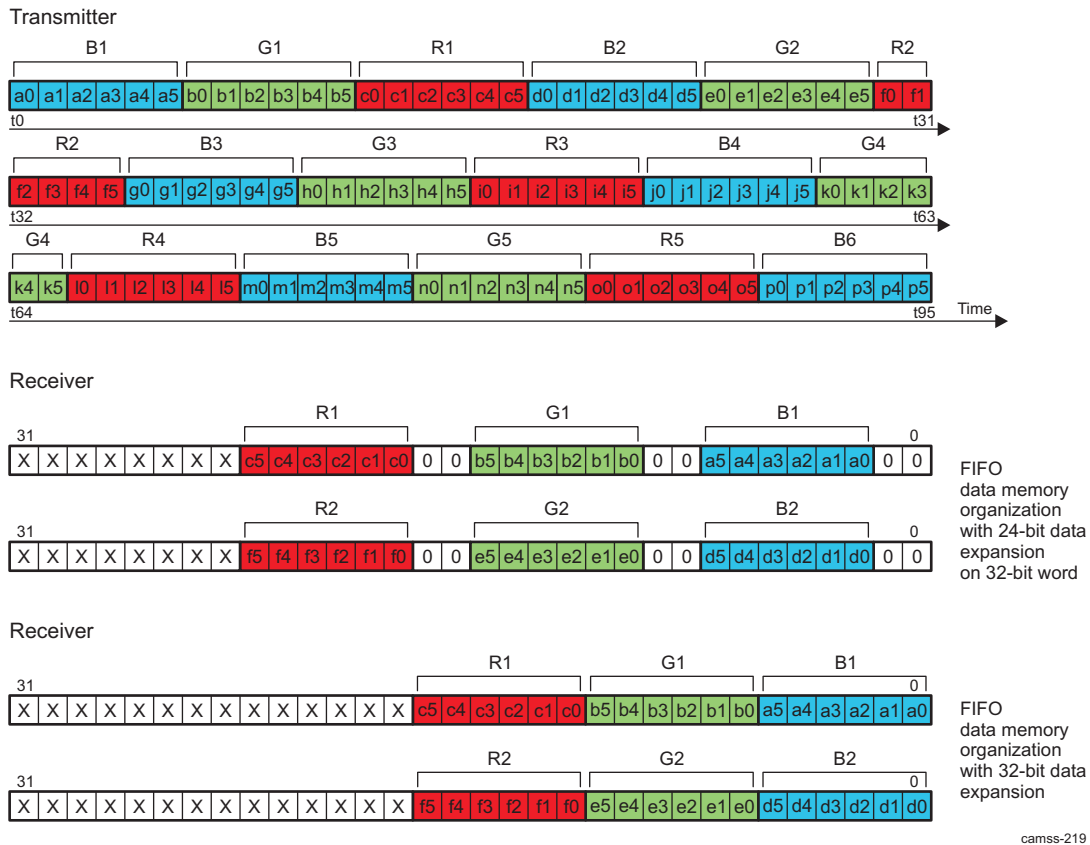 Transmitter
B1 G1 R1 B2 G2 R2
a0 a1 a2 a3 a4 a5 b0 b1 b2 b3 b4 b5 c0 c1 c2 c3 c4 c5 d0 d1 d2 d3 d4 d5 e0 e1 e2 e3 e4 e5 f0 f1
t0 t31
R2 B3 G3 R3 B4 G4
f2 f3 f4 f5 g0 g1 g2 g3 g4 g5 h0 h1 h2 h3 h4 h5 i0 i1 i2 i3 i4 i5 j0 j1 j2 j3 j4 j5 k0 k1 k2 k3
t32 t63
G4 R4 B5 G5 R5 B6
k4 k5 l0 l1 l2 l3 l4 l5 m0 m1 m2 m3 m4 m5 n0 n1 n2 n3 n4 n5 o0 o1 o2 o3 o4 o5 p0 p1 p2 p3 p4 p5
t64 t95 Time
Receiver
R1 G1 B1
31 0
X X X X X X X X c5 c4 c3 c2 c1 c0 0 0 b5 b4 b3 b2 b1 b0 0 0 a5 a4 a3 a2 a1 a0 0 0
R2 G2 B2
31 0
X X X X X X X X f5 f4 f3 f2 f1 f0 0 0 e5 e4 e3 e2 e1 e0 0 0 d5 d4 d3 d2 d1 d0 0 0
FIFO
data memory
organization
with 24-bit data
expansion
on 32-bit word
Receiver
R1 G1 B1
31 0
X X X X X X X X X X X X X X c5 c4 c3 c2 c1 c0 b5 b4 b3 b2 b1 b0 a5 a4 a3 a2 a1 a0
R2 G2 B2
31 0
X X X X X X X X X X X X X X f5 f4 f3 f2 f1 f0 e5 e4 e3 e2 e1 e0 d5 d4 d3 d2 d1 d0
FIFO
data memory
organization
with 32-bit data
expansion
camss-219